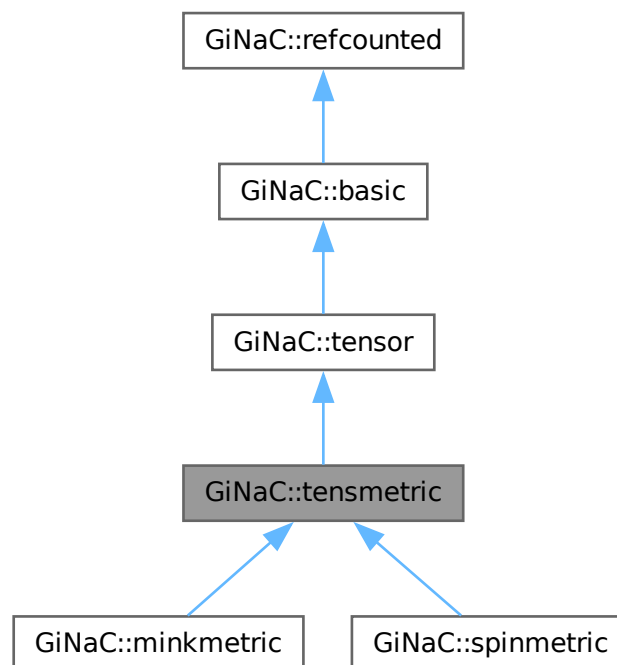 GiNaC::refcounted
GiNaC::basic
GiNaC::tensor
GiNaC::tensmetric
GiNaC::minkmetric
GiNaC::spinmetric